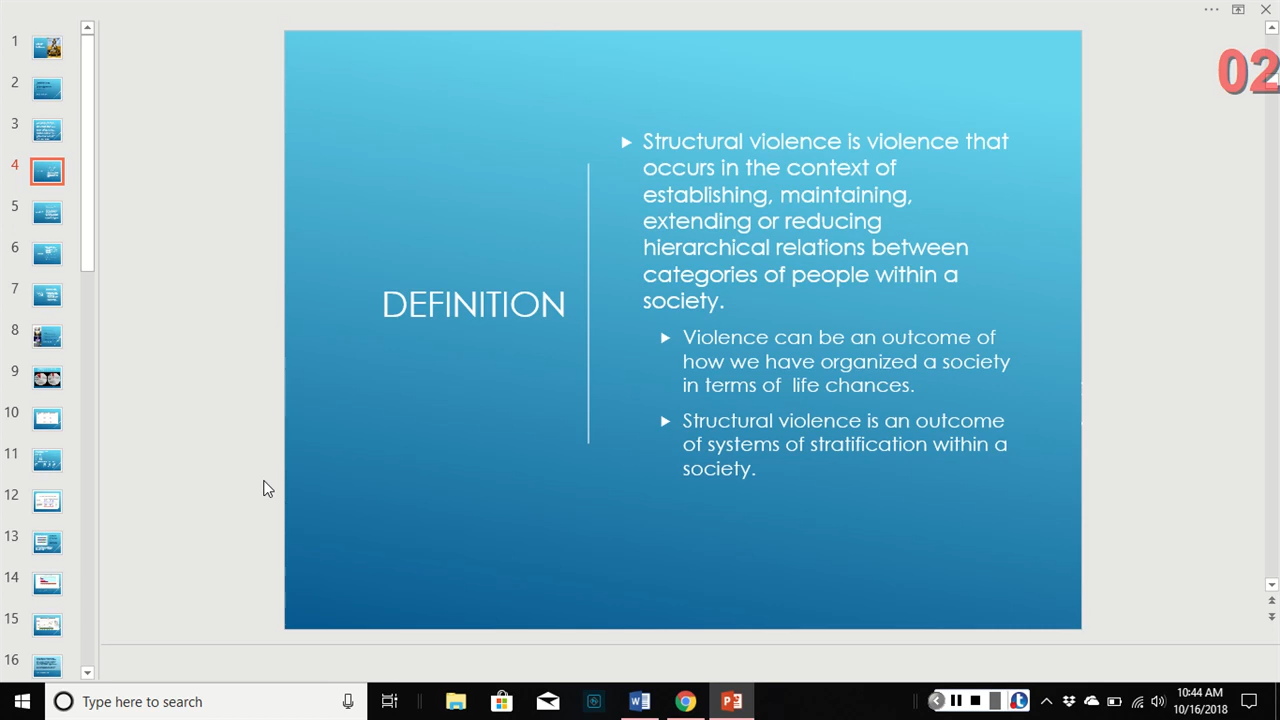 02
1
2
3
4
5
6
7
8
9
10
11
12
13
14
15
16
DEFINITION
Structural violence is violence that
occurs in the context of
establishing, maintaining,
extending or reducing
hierarchical relations between
categories of people within a
society.
Violence can be an outcome of
how we have organized a society
in terms of life chances.
Structural violence is an outcome
of systems of stratification within a
society.
Type here to search
10:44 AM
10/16/2018